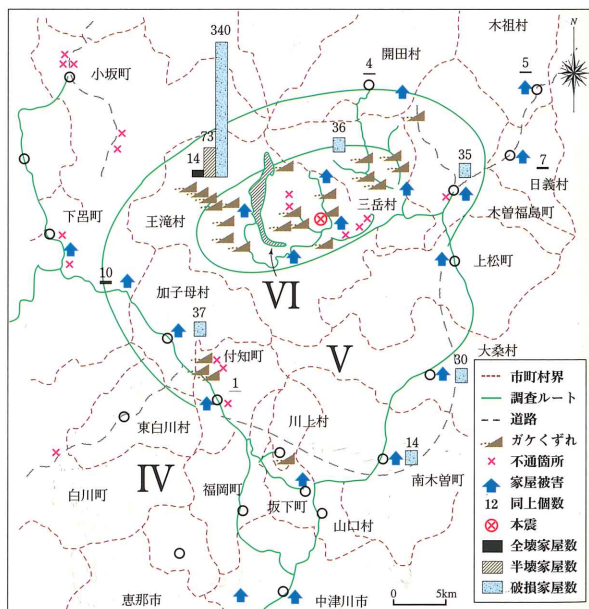 340
木祖村
N
小坂町
開田村
4
5
73
14
36
35
7
日義村
三岳村
木曽福島町
下呂町
王滝村
上松町
VI
10
加子母村
37
付知町
V
大桑村
30
1
東白川村
川上村
14
IV
白川町
福岡町
坂下町
南木曽町
山口村
恵那市
中津川市
5km
市町村界
調査ルート
道路
ガケくずれ
不通箇所
家屋被害
12 同上個数
本震
全壊家屋数
半壊家屋数
破損家屋数